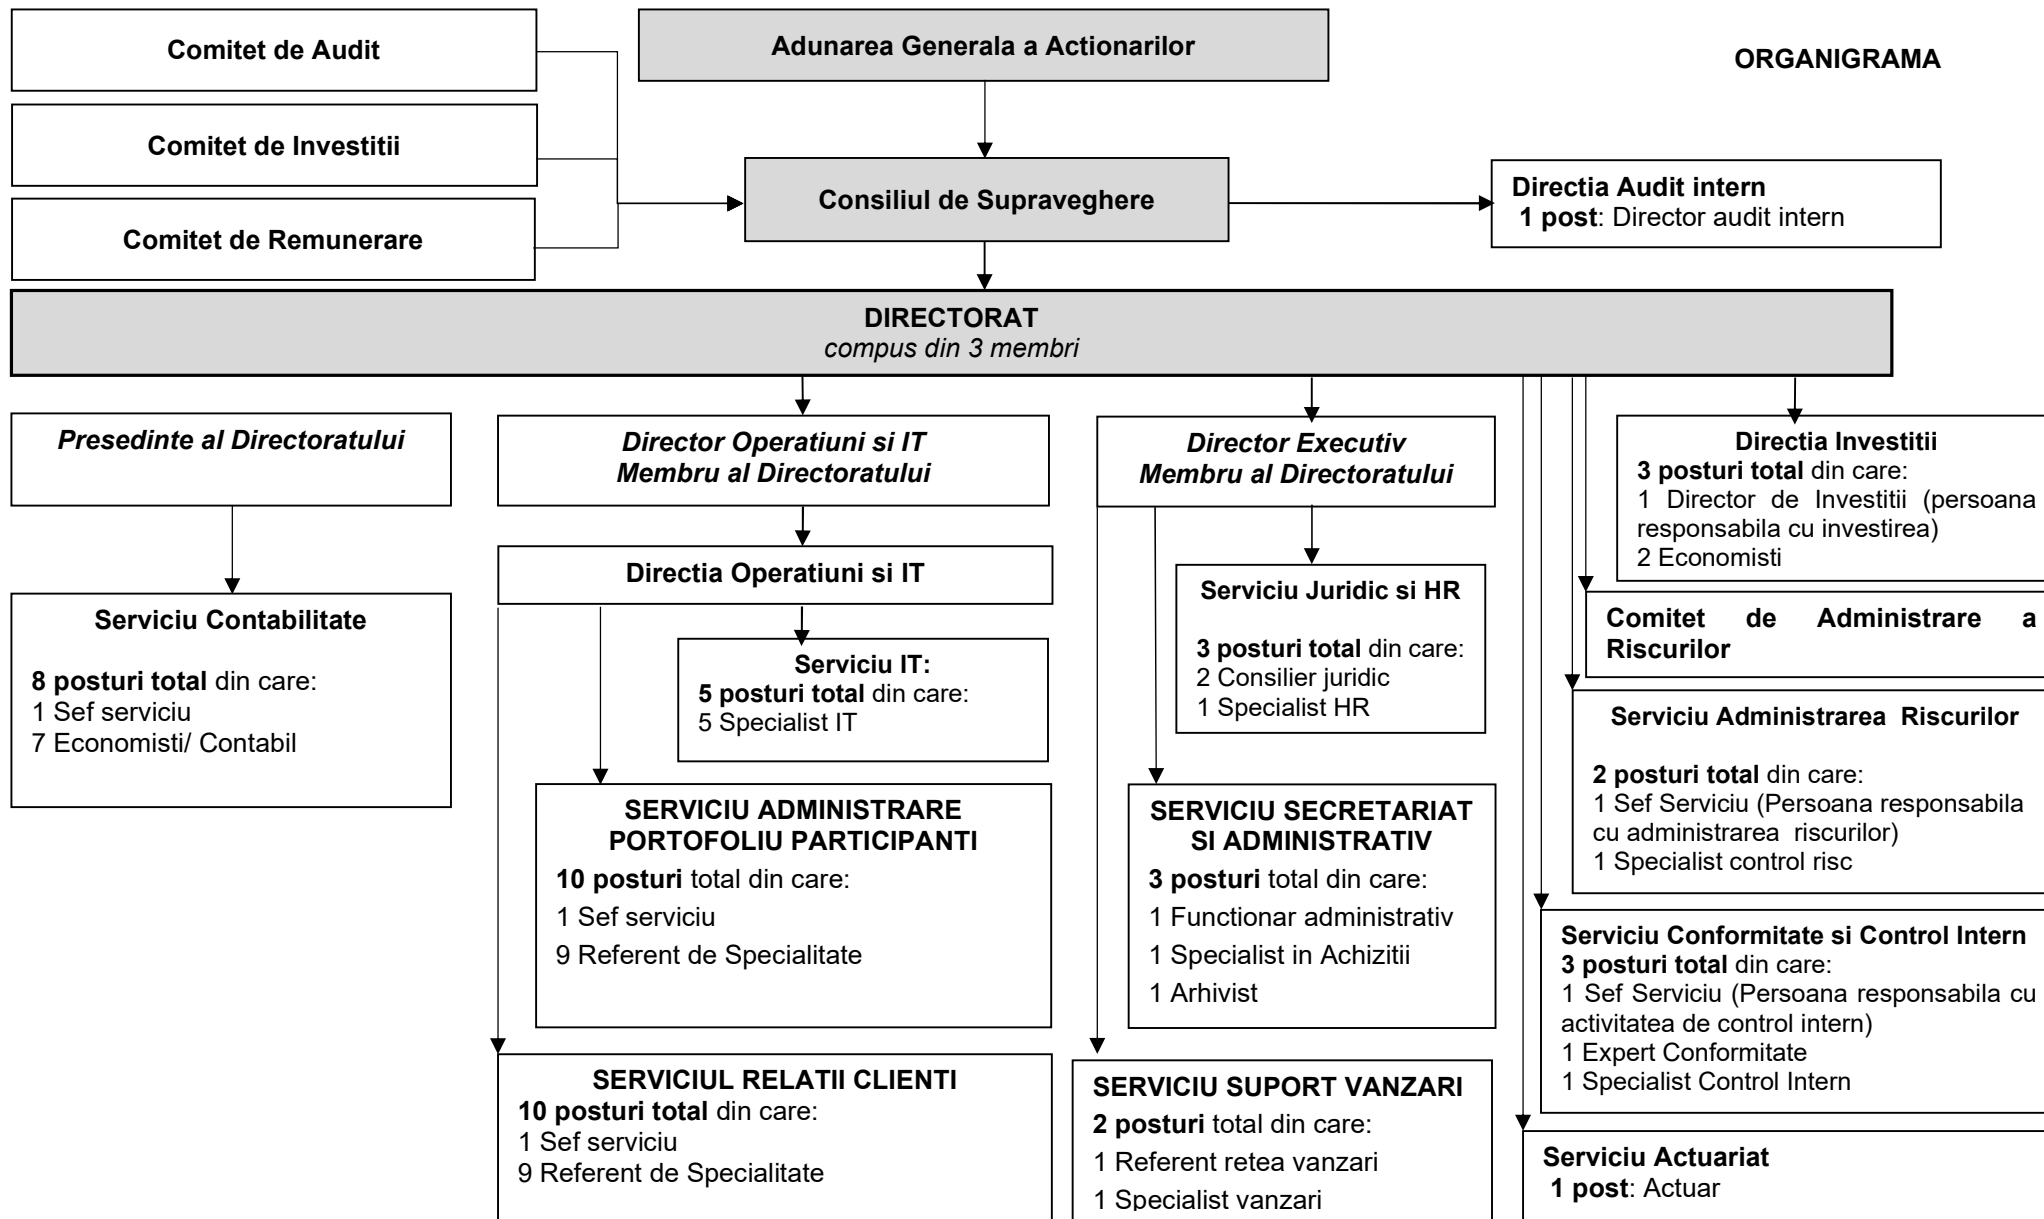 Comitet de Audit
Adunarea Generala a Actionarilor
ORGANIGRAMA
Comitet de Investitii
Comitet de Remunerare
Consiliul de Supraveghere
Directia Audit intern
1 post: Director audit intern
DIRECTORAT
compus din 3 membri
Presedinte al Directoratului
Serviciu Contabilitate
8 posturi total din care:
1 Sef serviciu
7 Economisti/ Contabil
Director Operatiuni si IT
Membru al Directoratului
Directia Operatiuni si IT
Serviciu IT:
5 posturi total din care:
5 Specialist IT
SERVICIU ADMINISTRARE
PORTOFOLIU PARTICIPANTI
10 posturi total din care:
1 Sef serviciu
9 Referent de Specialitate
SERVICIUL RELATII CLIENTI
10 posturi total din care:
1 Sef serviciu
9 Referent de Specialitate
Director Executiv
Membru al Directoratului
Serviciu Juridic si HR
3 posturi total din care:
2 Consilier juridic
1 Specialist HR
SERVICIU SECRETARIAT
SI ADMINISTRATIV
3 posturi total din care:
1 Functionar administrativ
1 Specialist in Achizitii
1 Arhivist
SERVICIU SUPORT VANZARI
2 posturi total din care:
1 Referent retea vanzari
1 Specialist vanzari
Directia Investitii
3 posturi total din care:
1 Director de Investitii (persoana
responsabila cu investirea)
2 Economisti
Comitet de Administrare a
Riscurilor
Serviciu Administrarea Riscurilor
2 posturi total din care:
1 Sef Serviciu (Persoana responsabila
cu administrarea riscurilor)
1 Specialist control risc
Serviciu Conformitate si Control Intern
3 posturi total din care:
1 Sef Serviciu (Persoana responsabila cu
activitatea de control intern)
1 Expert Conformitate
1 Specialist Control Intern
Serviciu Actuariat
1 post: Actuar